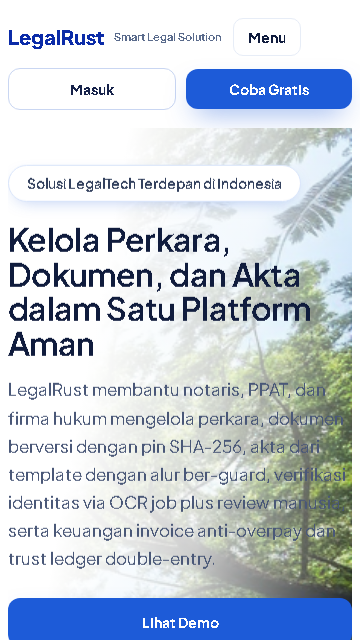 LegalRust Smart Legal Solution Menu
Masuk Coba Gratis
Solusi LegalTech Terdepan di Indonesia
Kelola Perkara,
Dokumen, dan Akta
dalam Satu Platform
Aman
LegalRust membantu notaris, PPAT, dan
firma hukum mengelola perkara, dokumen
berversi dengan pin SHA-256, akta dari
template dengan alur ber-guard, verifikasi
identitas via OCR job plus review manusia,
serta keuangan invoice anti-overpay dan
trust ledger double-entry.
Lihat Demo